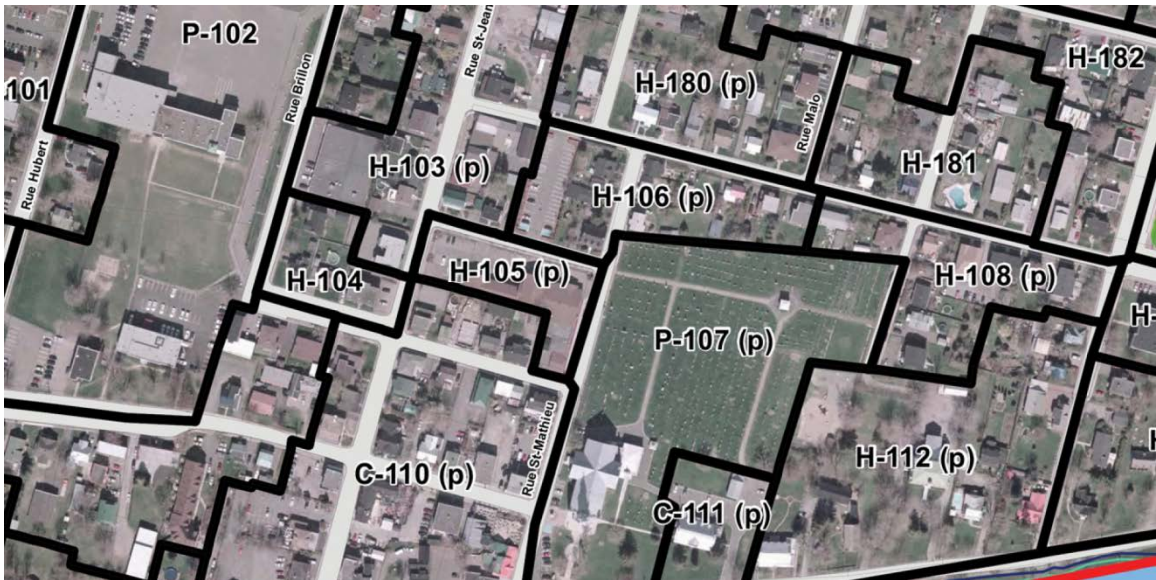 P-102
101
Rue Hubert
Rue Brillon
Rue St-Jean
H-180 (p)
Rue Malo
H-182
H-103 (p)
H-106 (p)
H-181
H-104
H-105 (p)
H-108 (p)
H-
P-107 (p)
Rue St-Mathieu
C-110 (p)
H-112 (p)
H
C-111 (p)